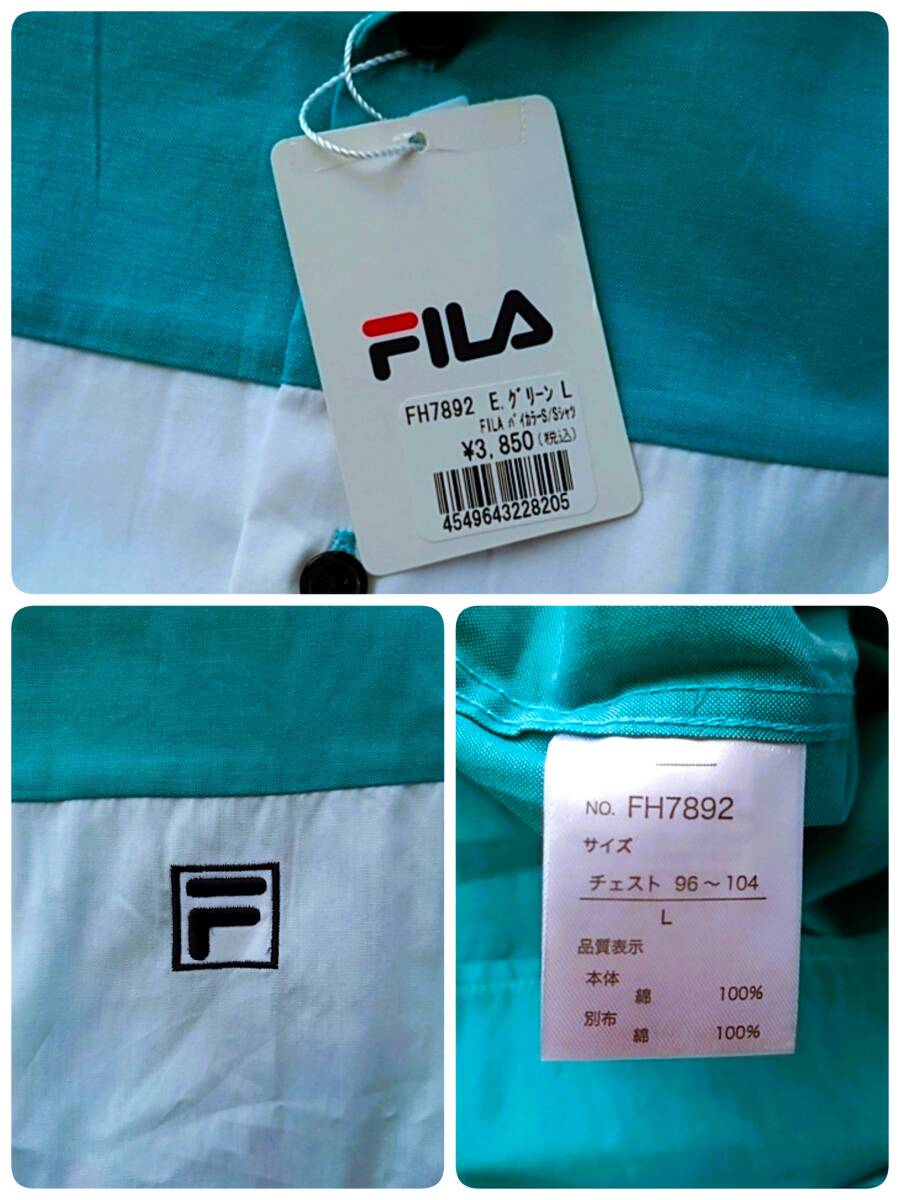 FILA
FH7892 E.グリーン L
FILA バイカラーS/Sシャツ
¥3,850(税込)
4549643228205
F
NO. FH7892
サイズ
チェスト 96～104
L
品質表示
本体
綿 100%
別布
綿 100%